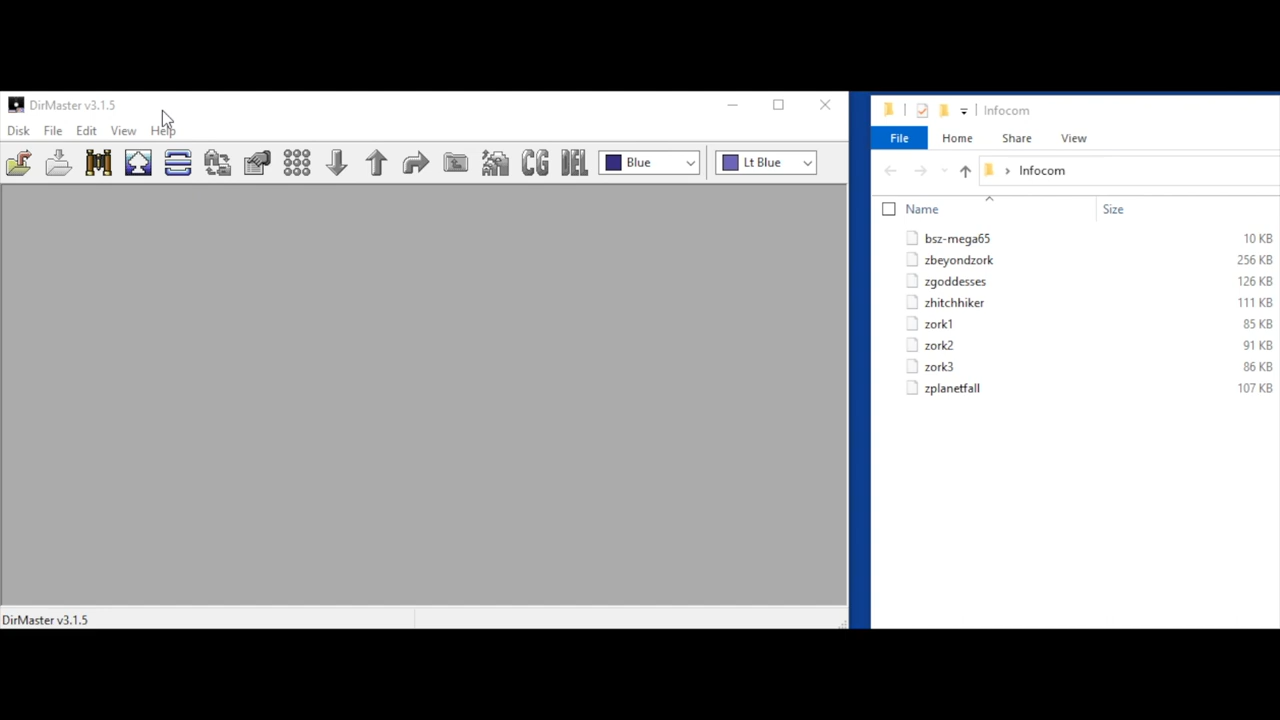 DirMaster v3.1.5
Disk File Edit View Help
CG DEL Blue Lt Blue
DirMaster v3.1.5
Infocom
File Home Share View
Infocom
Name Size
bsz-mega65 10 KB
zbeyondzork 256 KB
zgoddesses 126 KB
zhitchhiker 111 KB
zork1 85 KB
zork2 91 KB
zork3 86 KB
zplanetfall 107 KB